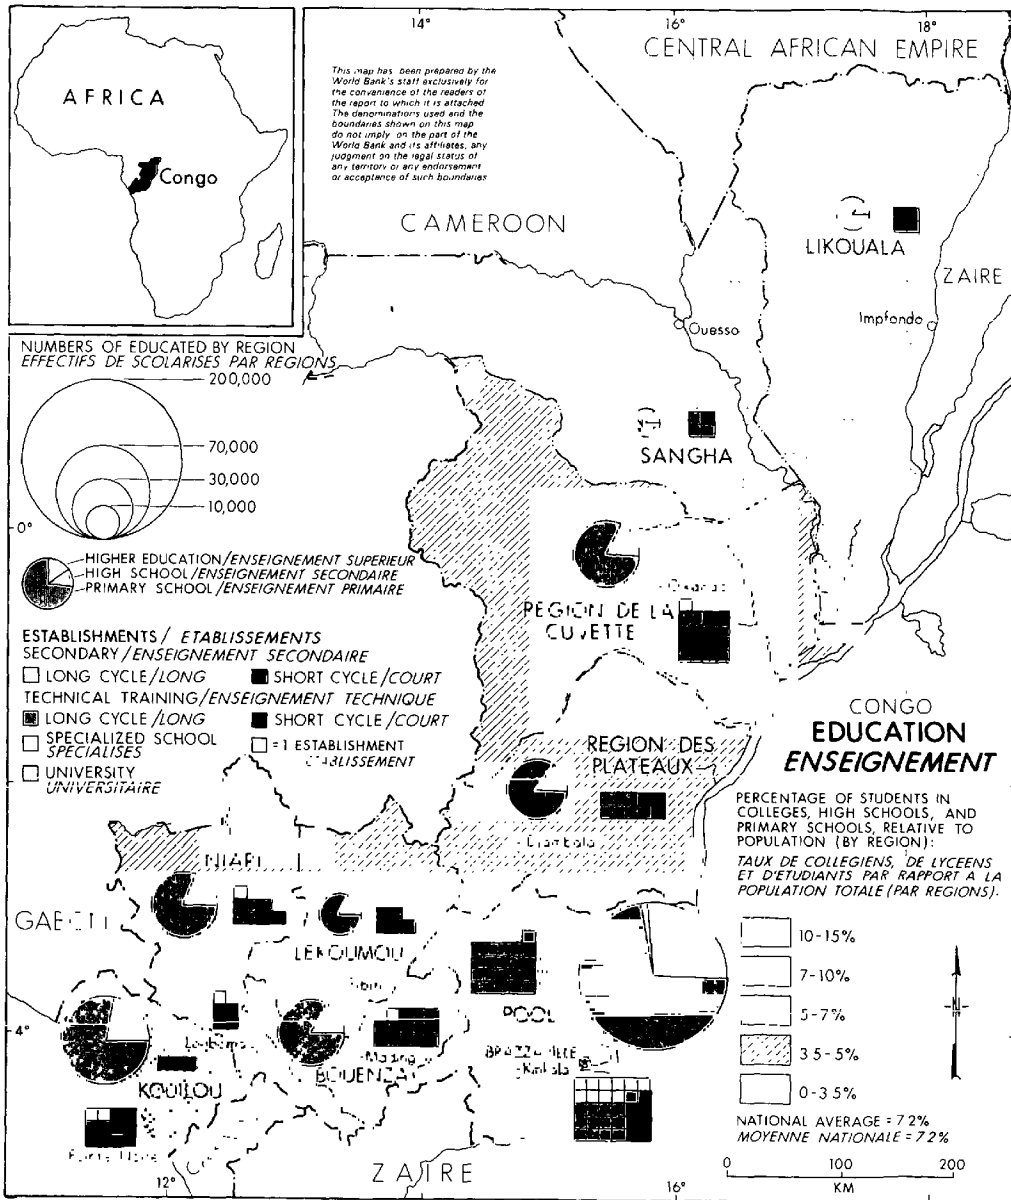 14°
16°
18°
CENTRAL AFRICAN EMPIRE
AFRICA
Congo
This map has been prepared by the
World Bank's staff exclusively for
the convenience of the readers of
the report to which it is attached
The denominations used and the
boundaries shown on this map
do not imply on the part of the
World Bank and its affiliates, any
judgment on the legal status of
any territory or any endorsement
or acceptance of such boundaries
CAMEROON
LIKOUALA
ZAIRE
Ouesso
Impfondo
NUMBERS OF EDUCATED BY REGION
EFFECTIFS DE SCOLARISES PAR REGIONS
200,000
70,000
30,000
10,000
0°
SANGHA
HIGHER EDUCATION/ENSEIGNEMENT SUPERIEUR
HIGH SCHOOL/ENSEIGNEMENT SECONDAIRE
PRIMARY SCHOOL/ENSEIGNEMENT PRIMAIRE
ESTABLISHMENTS / ETABLISSEMENTS
SECONDARY/ENSEIGNEMENT SECONDAIRE
LONG CYCLE/LONG
SHORT CYCLE/COURT
TECHNICAL TRAINING/ENSEIGNEMENT TECHNIQUE
LONG CYCLE/LONG
SHORT CYCLE/COURT
SPECIALIZED SCHOOL
SPECIALISES
=1 ESTABLISHMENT
UNIVERSITY
UNIVERSITAIRE
REGION DE LA
CUVETTE
REGION DES
PLATEAUX
CONGO
EDUCATION
ENSEIGNEMENT
PERCENTAGE OF STUDENTS IN
COLLEGES, HIGH SCHOOLS, AND
PRIMARY SCHOOLS, RELATIVE TO
POPULATION (BY REGION):
TAUX DE COLLEGIENS, DE LYCEENS
ET D'ETUDIANTS PAR RAPPORT A LA
POPULATION TOTALE (PAR REGIONS).
10-15%
7-10%
5-7%
3.5-5%
0-3.5%
NATIONAL AVERAGE = 7.2%
MOYENNE NATIONALE = 7.2%
0 100 200
KM
N
LEKOUMOU
POOL
4°
BOUENZA
KOUILOU
ZAIRE
12°
16°